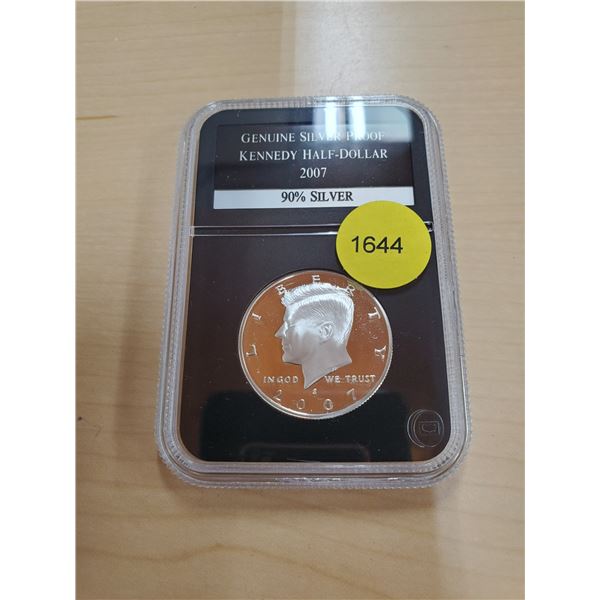 GENUINE SILVER PROOF
KENNEDY HALF-DOLLAR
2007
90% SILVER
1644
LIBERTY
IN GOD WE TRUST
S
2007